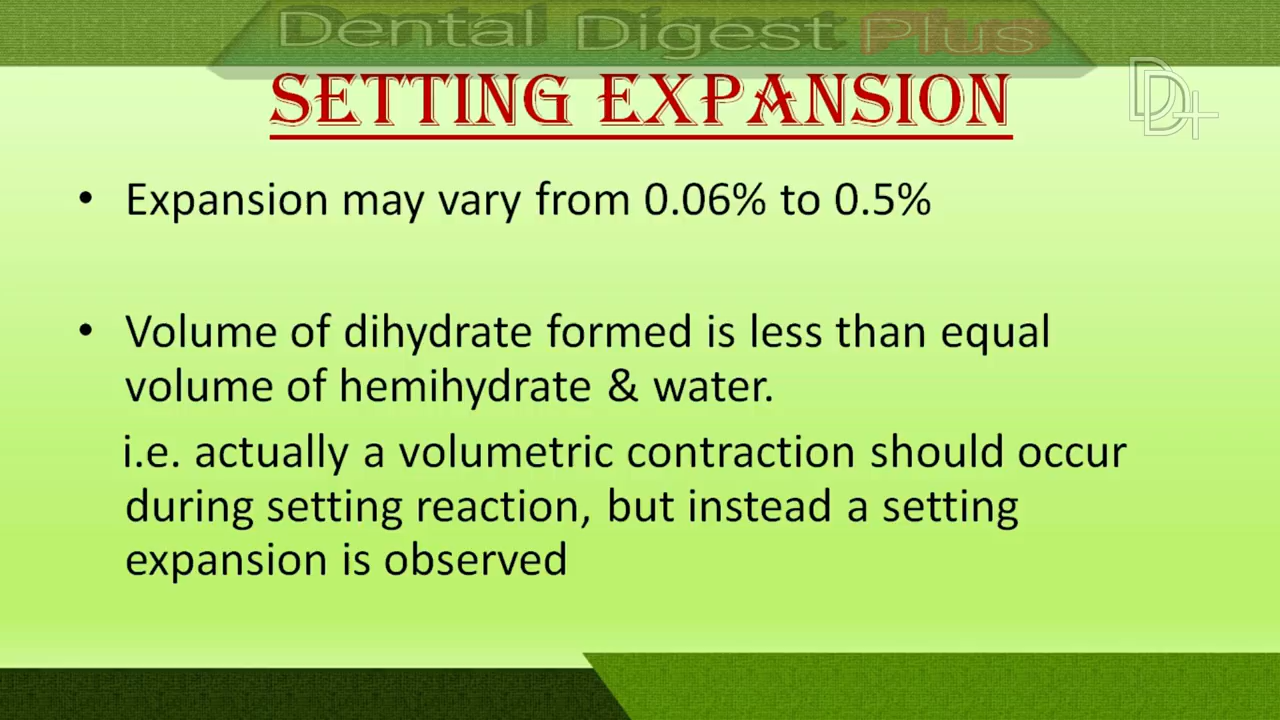 Dental Digest Plus
SETTING EXPANSION
DD+
• Expansion may vary from 0.06% to 0.5%
• Volume of dihydrate formed is less than equal
volume of hemihydrate & water.
i.e. actually a volumetric contraction should occur
during setting reaction, but instead a setting
expansion is observed